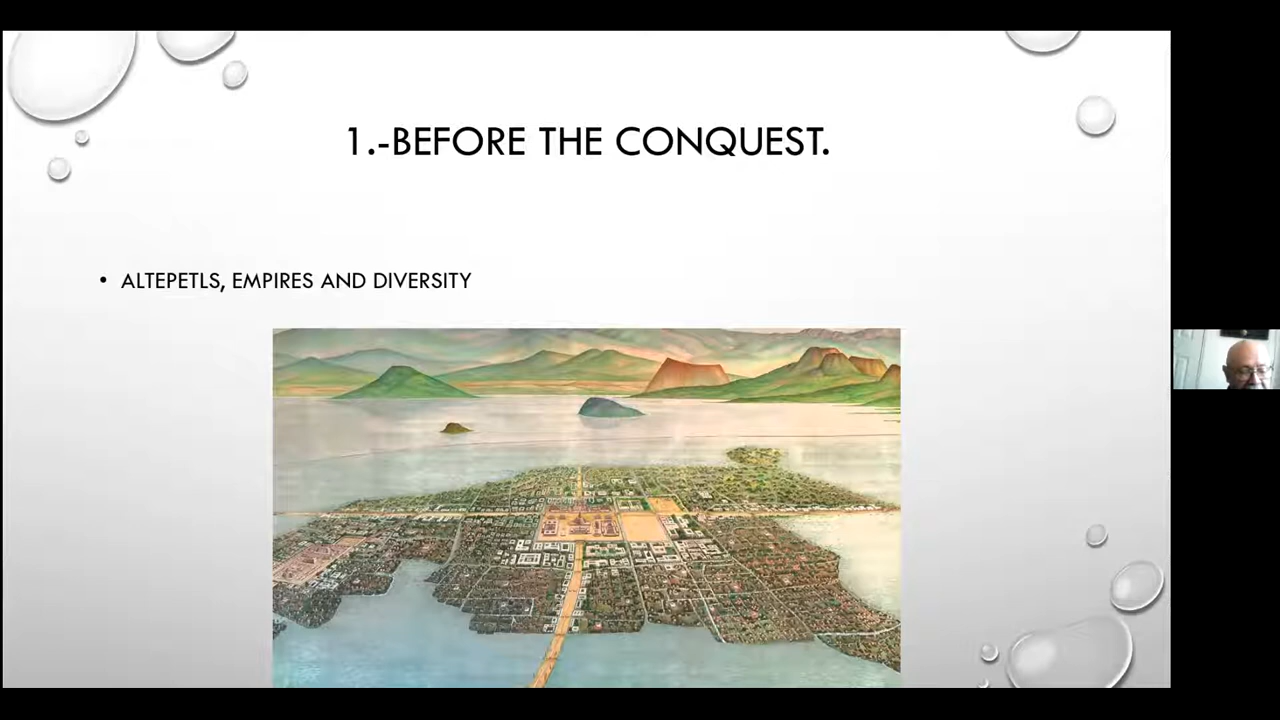 1.-BEFORE THE CONQUEST.
• ALTEPETLS, EMPIRES AND DIVERSITY